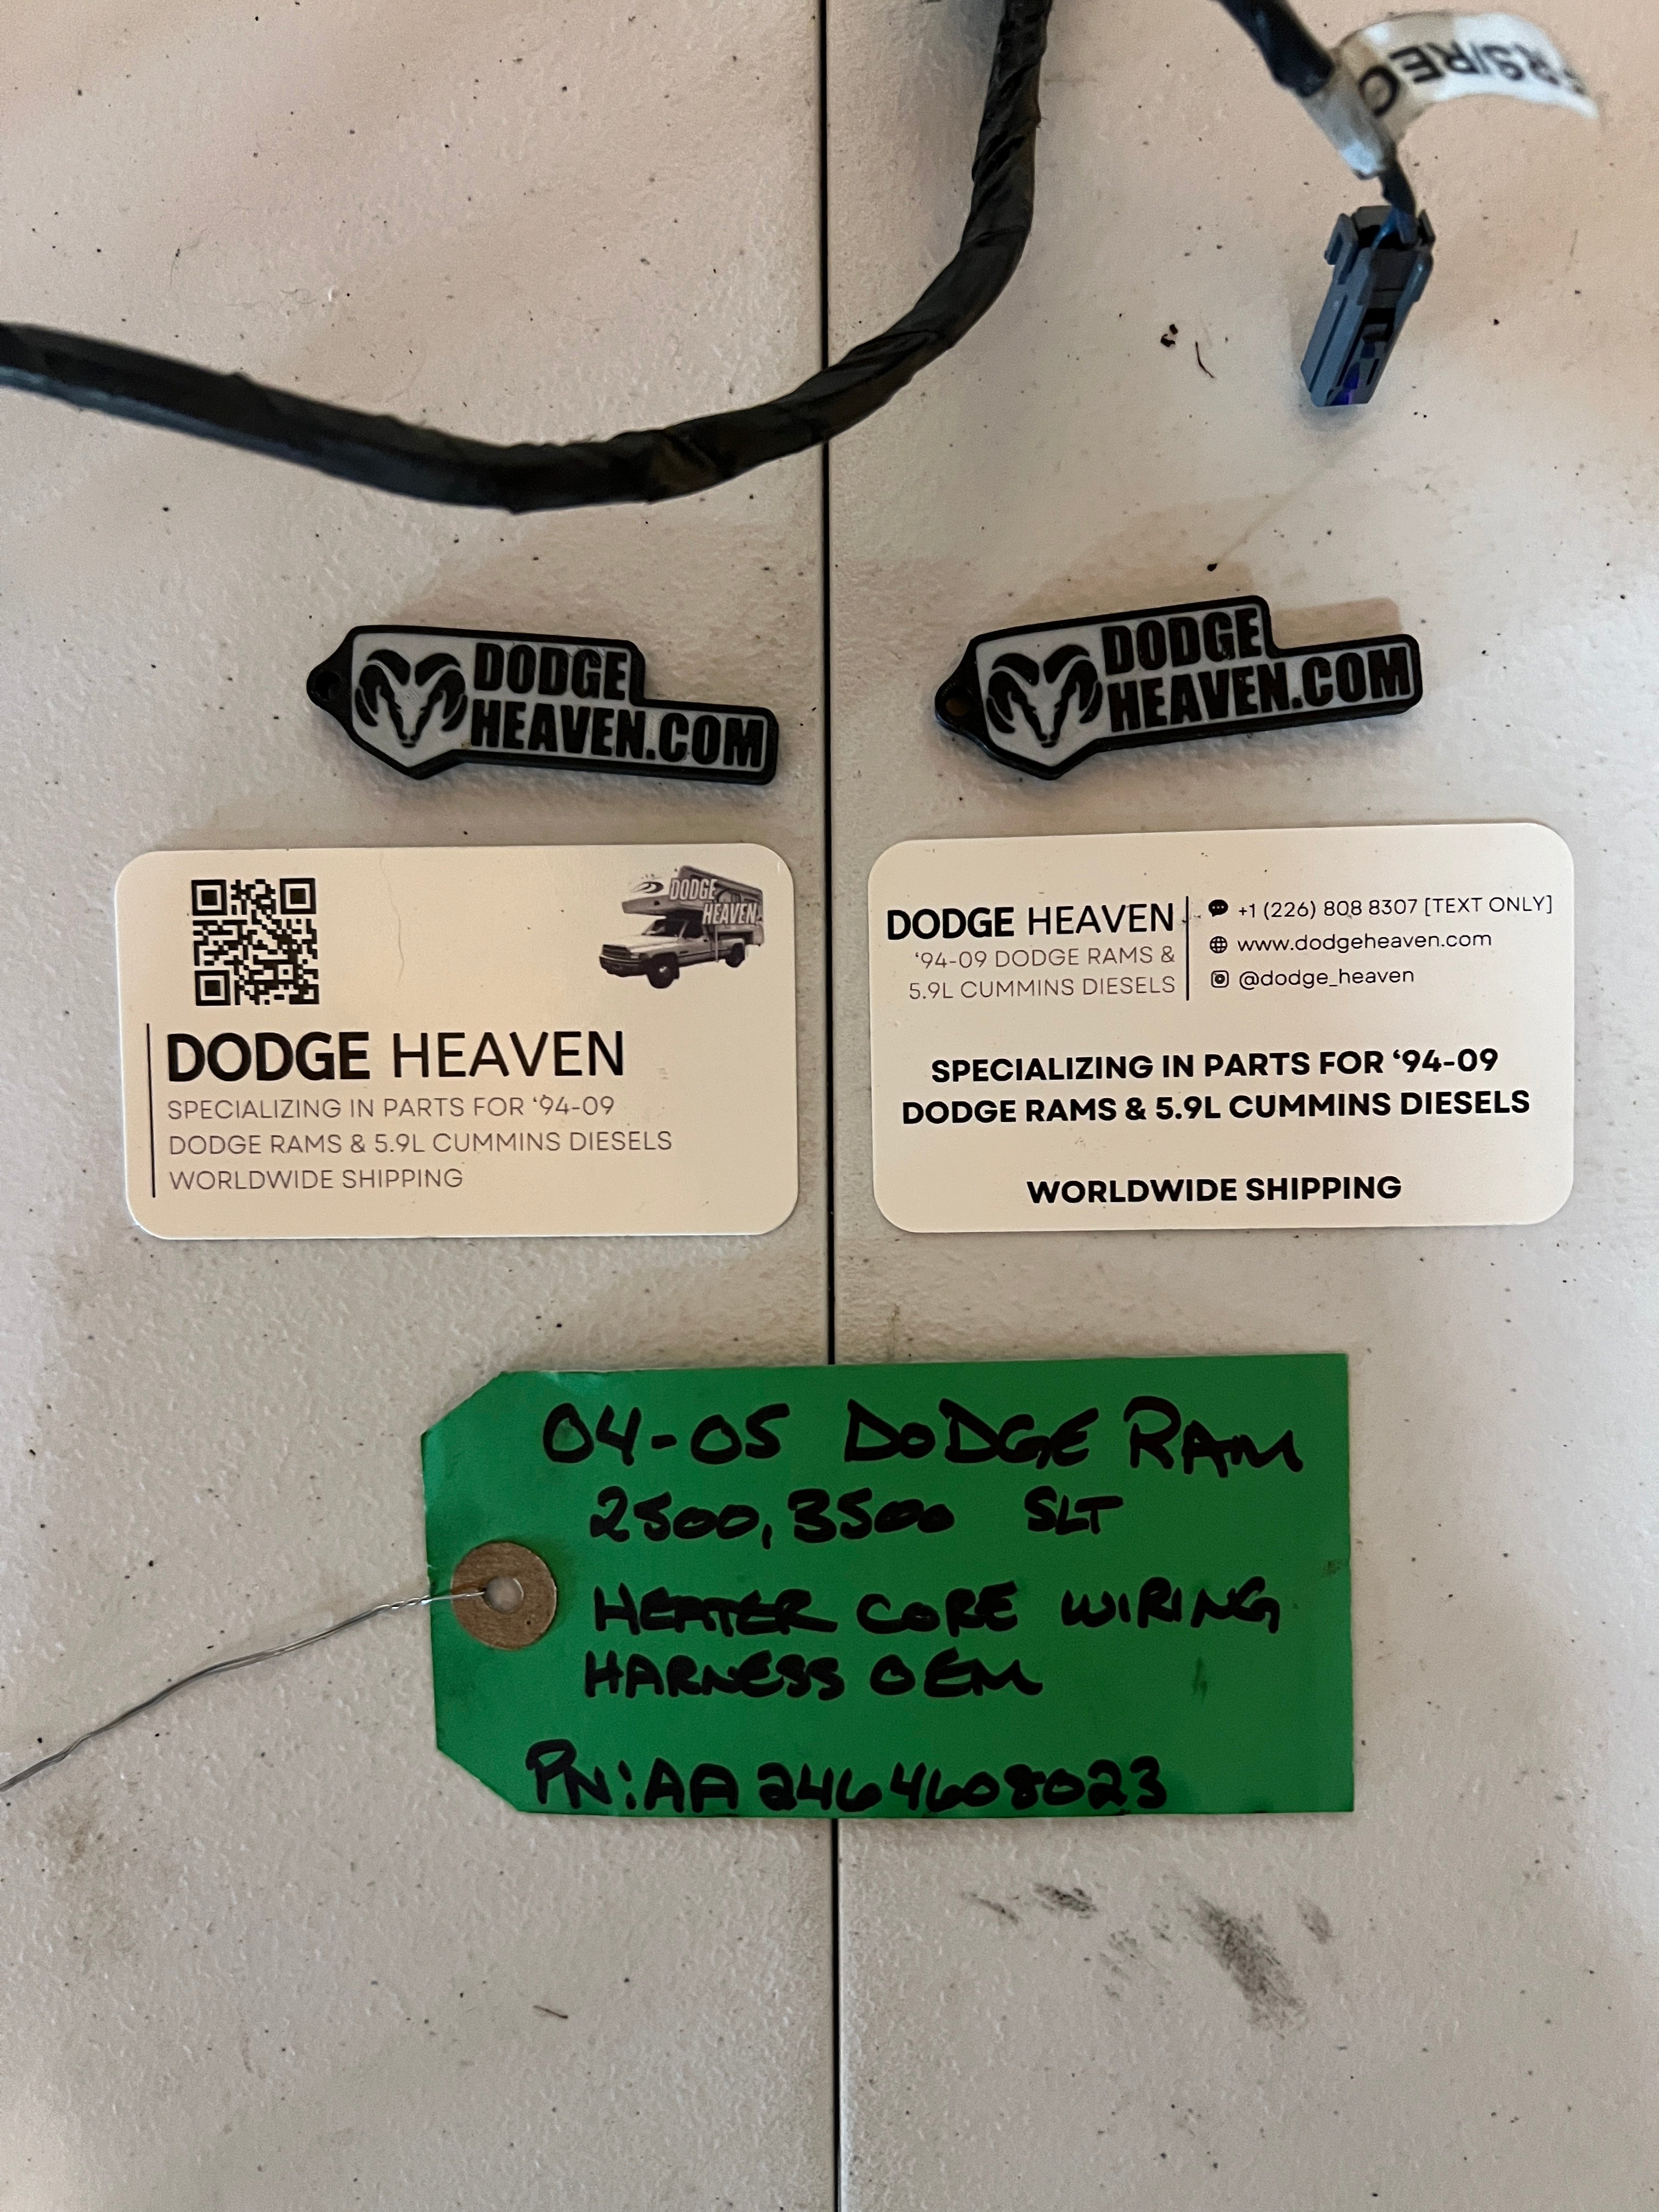 RS/REC
DODGE
HEAVEN.COM
DODGE
HEAVEN.COM
DODGE
HEAVEN
DODGE HEAVEN
SPECIALIZING IN PARTS FOR ‘94-09
DODGE RAMS & 5.9L CUMMINS DIESELS
WORLDWIDE SHIPPING
DODGE HEAVEN
‘94-09 DODGE RAMS &
5.9L CUMMINS DIESELS
+1 (226) 808 8307 [TEXT ONLY]
www.dodgeheaven.com
@dodge_heaven
SPECIALIZING IN PARTS FOR ‘94-09
DODGE RAMS & 5.9L CUMMINS DIESELS
WORLDWIDE SHIPPING
04-05 DODGE RAM
2500, 3500 SLT
HEATER CORE WIRING
HARNESS OEM
PN: AA2464608023